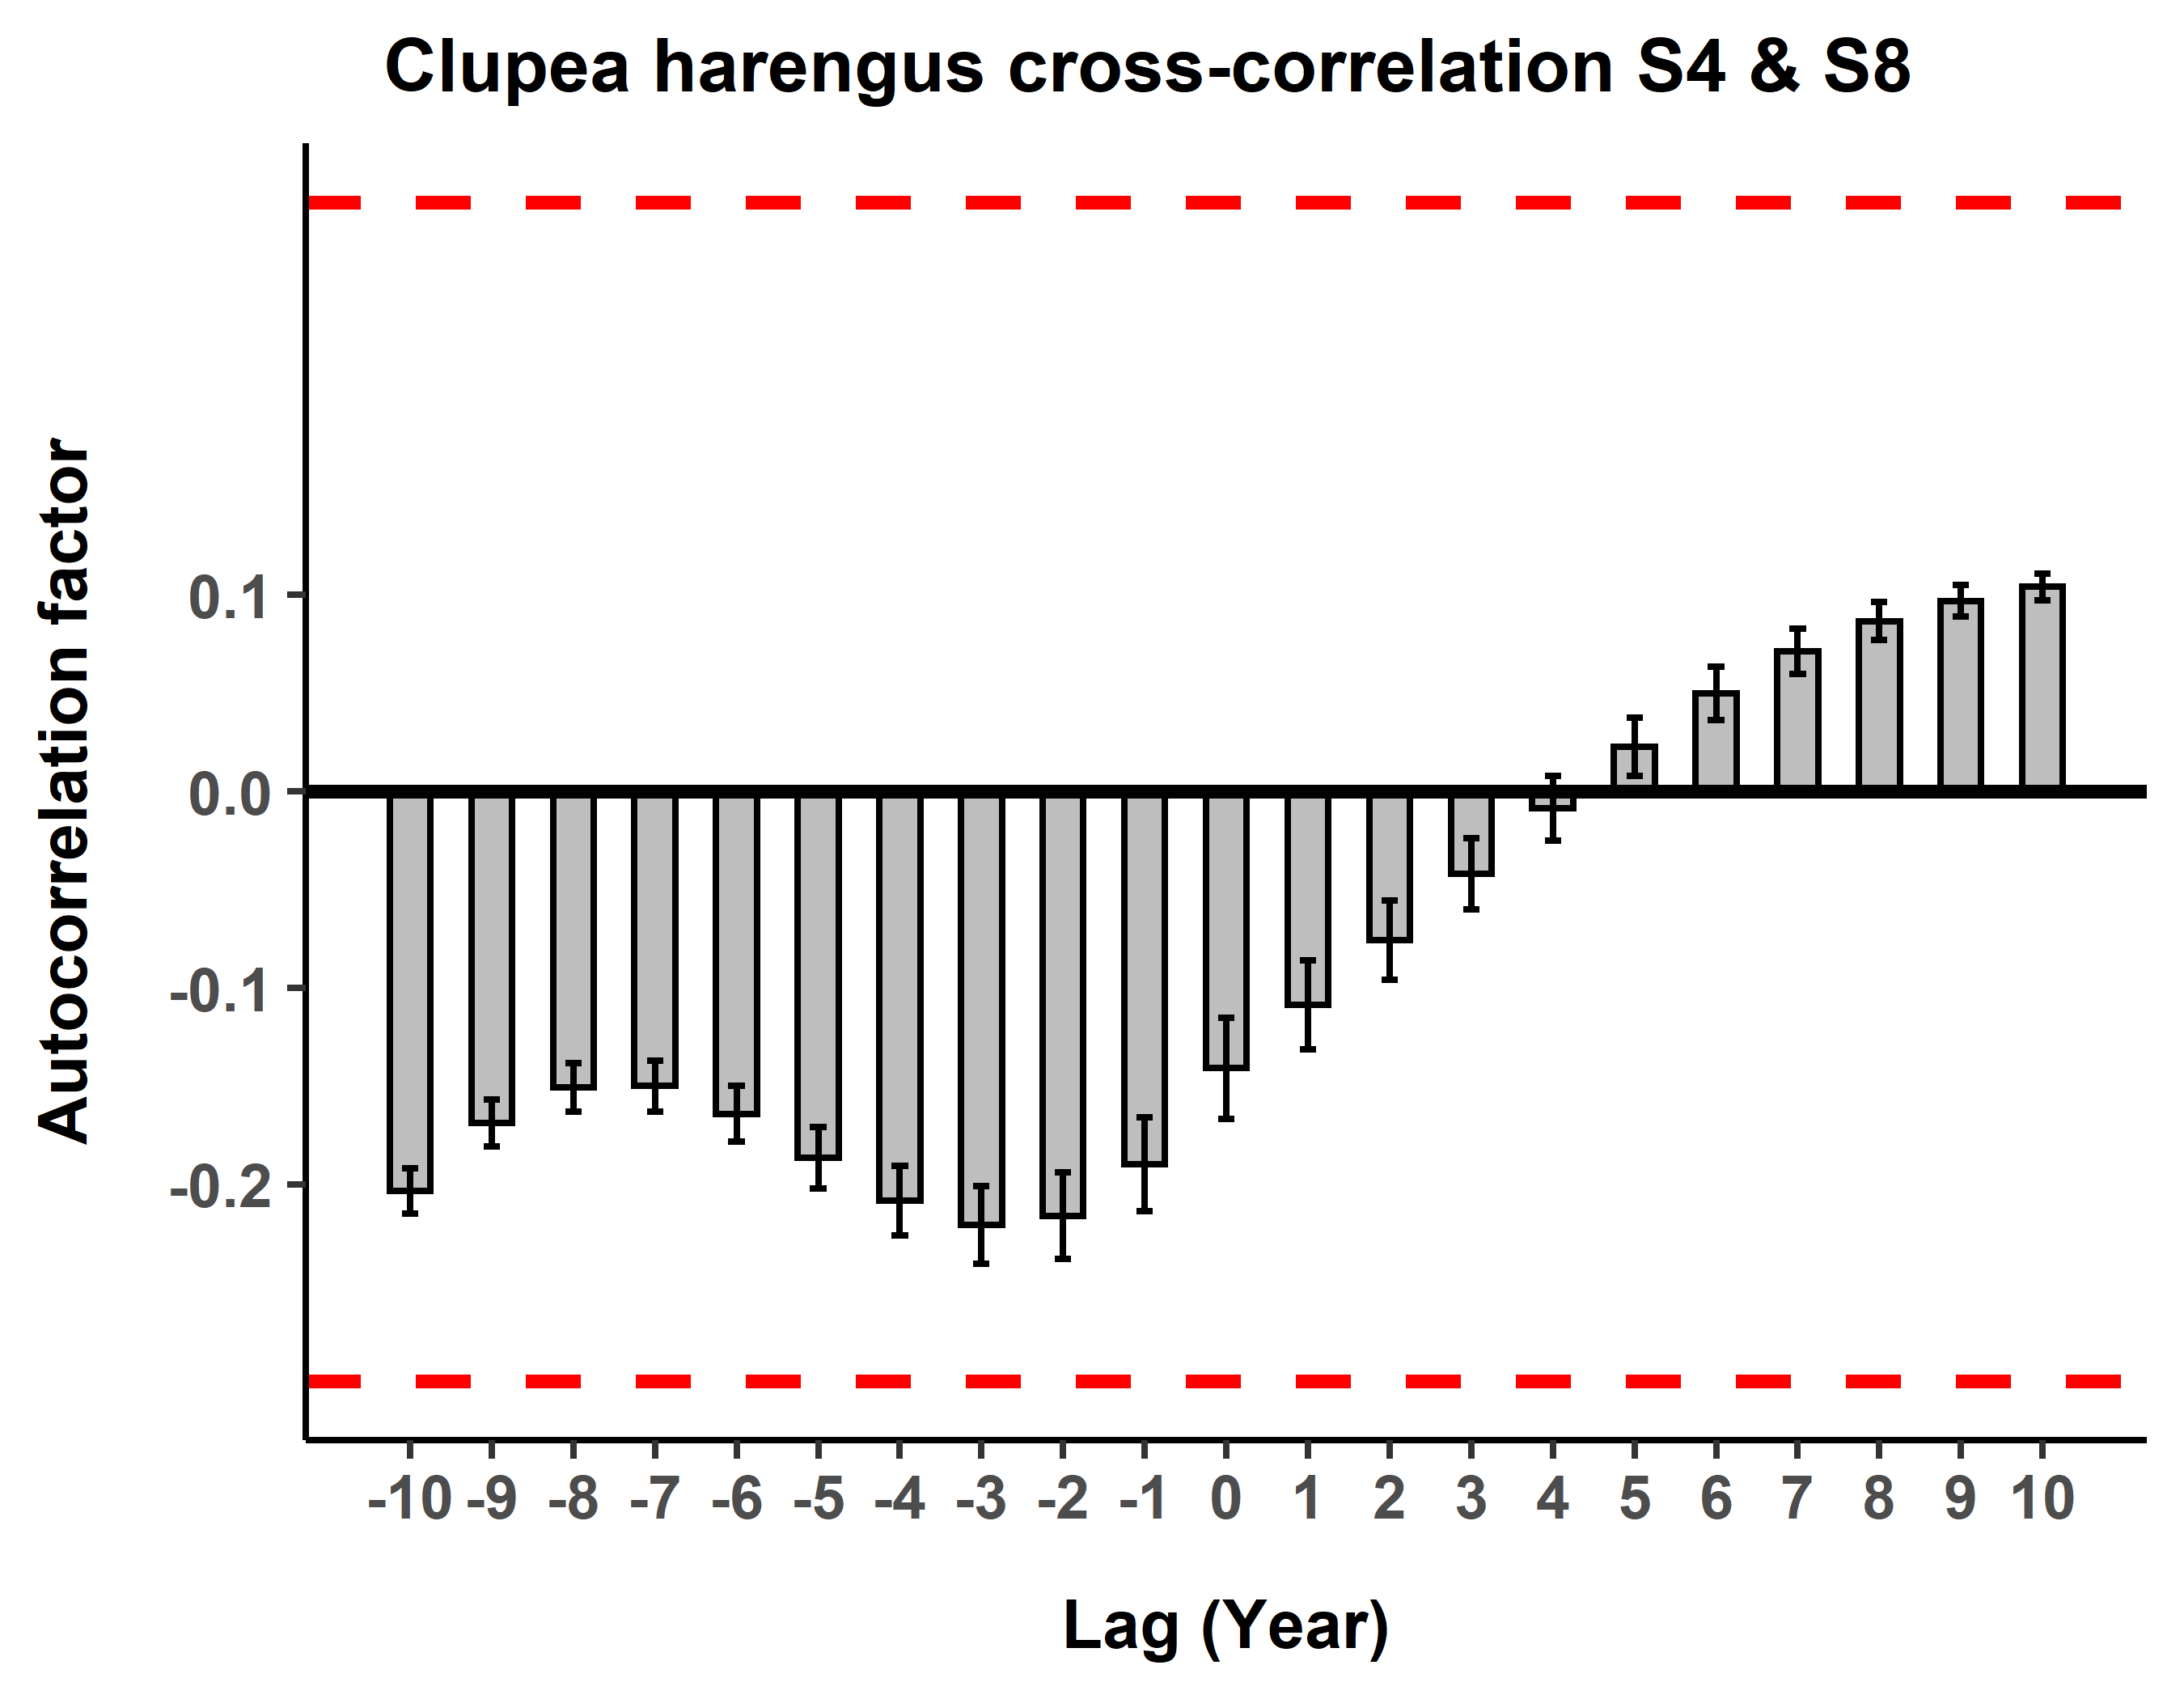 Clupea harengus cross-correlation S4 & S8
Autocorrelation factor
0.1
0.0
-0.1
-0.2
-10 -9 -8 -7 -6 -5 -4 -3 -2 -1 0 1 2 3 4 5 6 7 8 9 10
Lag (Year)